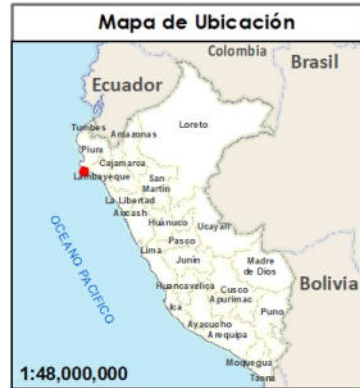 Mapa de Ubicación
Colombia
Brasil
Ecuador
Loreto
Tumbes
Amazonas
Piura
Cajamarca
Lambayeque
San
Martin
La Libertad
Ancash
Huánuco
Ucayali
Pasco
Lima
Junín
Madre
de Dios
Bolivia
Huancavelica
Cusco
Apurimac
Ica
Puno
Ayacucho
Arequipa
Moquegua
Tacna
OCEANO PACIFICO
1:48,000,000